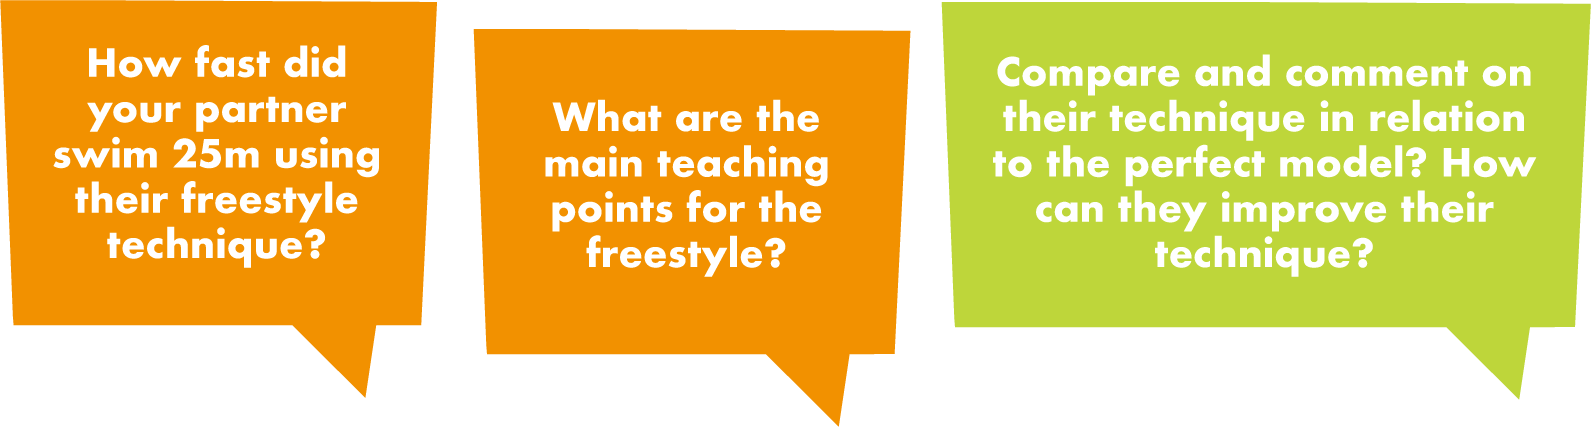 How fast did
your partner
swim 25m using
their freestyle
technique?
What are the
main teaching
points for the
freestyle?
Compare and comment on
their technique in relation
to the perfect model? How
can they improve their
technique?